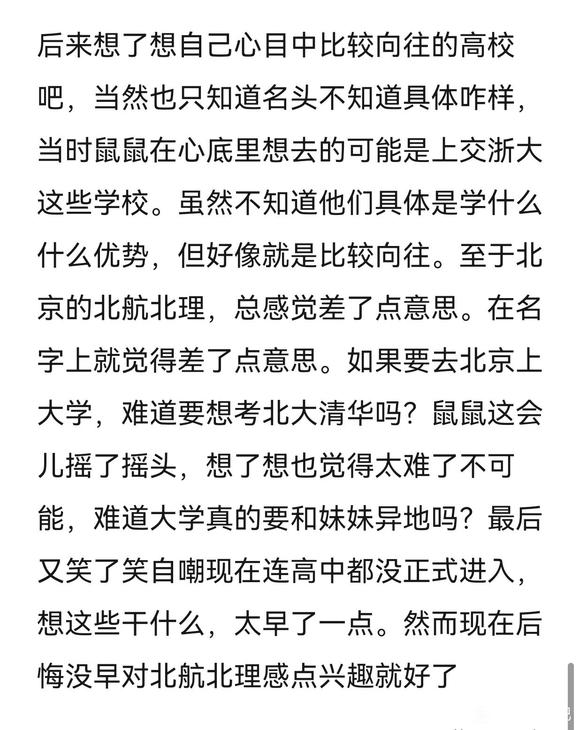 后来想了想自己心目中比较向往的高校
吧，当然也只知道名头不知道具体咋样，
当时鼠鼠在心底里想去的可能是上交浙大
这些学校。虽然不知道他们具体是学什么
什么优势，但好像就是比较向往。至于北
京的北航北理，总感觉差了点意思。在名
字上就觉得差了点意思。如果要去北京上
大学，难道要想考北大清华吗？鼠鼠这会
儿摇了摇头，想了想也觉得太难了不可
能，难道大学真的要和妹妹异地吗？最后
又笑了笑自嘲现在连高中都没正式进入，
想这些干什么，太早了一点。然而现在后
悔没早对北航北理感点兴趣就好了